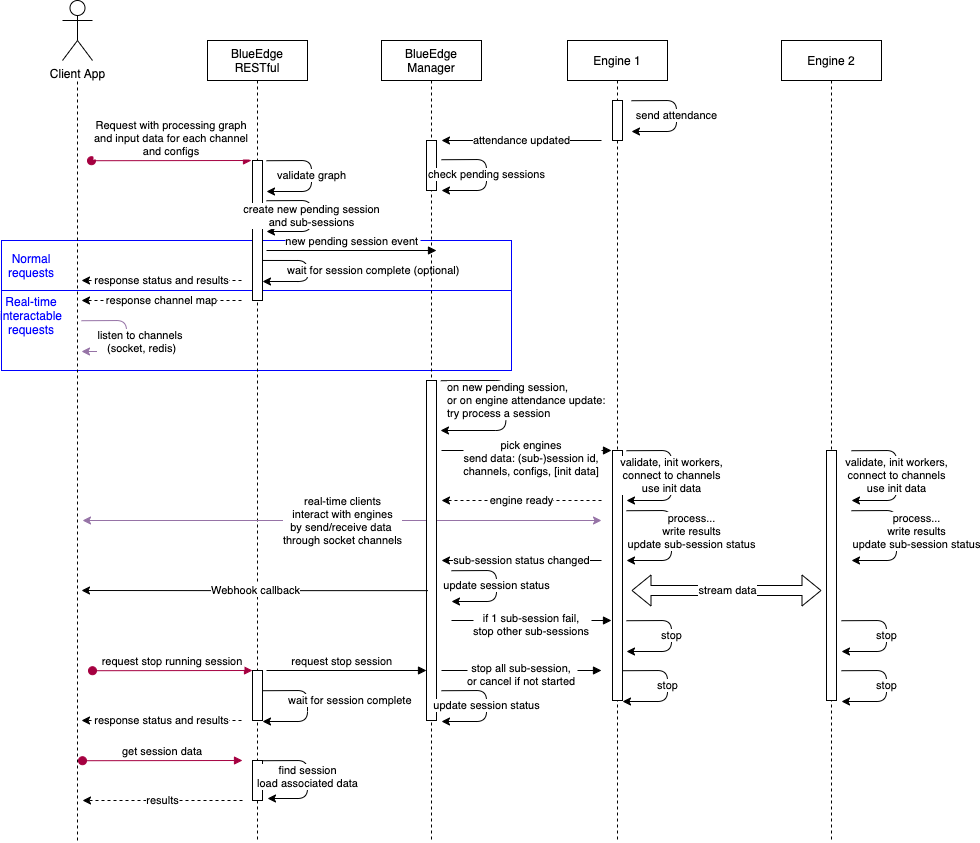 Client App
BlueEdge
RESTful
BlueEdge
Manager
Engine 1
Engine 2
send attendance
attendance updated
check pending sessions
Request with processing graph
and input data for each channel
and configs
validate graph
create new pending session
and sub-sessions
new pending session event
Normal
requests
wait for session complete (optional)
response status and results
Real-time
interactable
requests
response channel map
listen to channels
(socket, redis)
on new pending session,
or on engine attendance update:
try process a session
pick engines
send data: (sub-)session id,
channels, configs, [init data]
validate, init workers,
connect to channels
use init data
validate, init workers,
connect to channels
use init data
engine ready
real-time clients
interact with engines
by send/receive data
through socket channels
process...
write results
update sub-session status
process...
write results
update sub-session status
sub-session status changed
update session status
Webhook callback
stream data
if 1 sub-session fail,
stop other sub-sessions
stop
stop
request stop running session
request stop session
stop all sub-session,
or cancel if not started
stop
stop
wait for session complete
update session status
response status and results
get session data
find session
load associated data
results